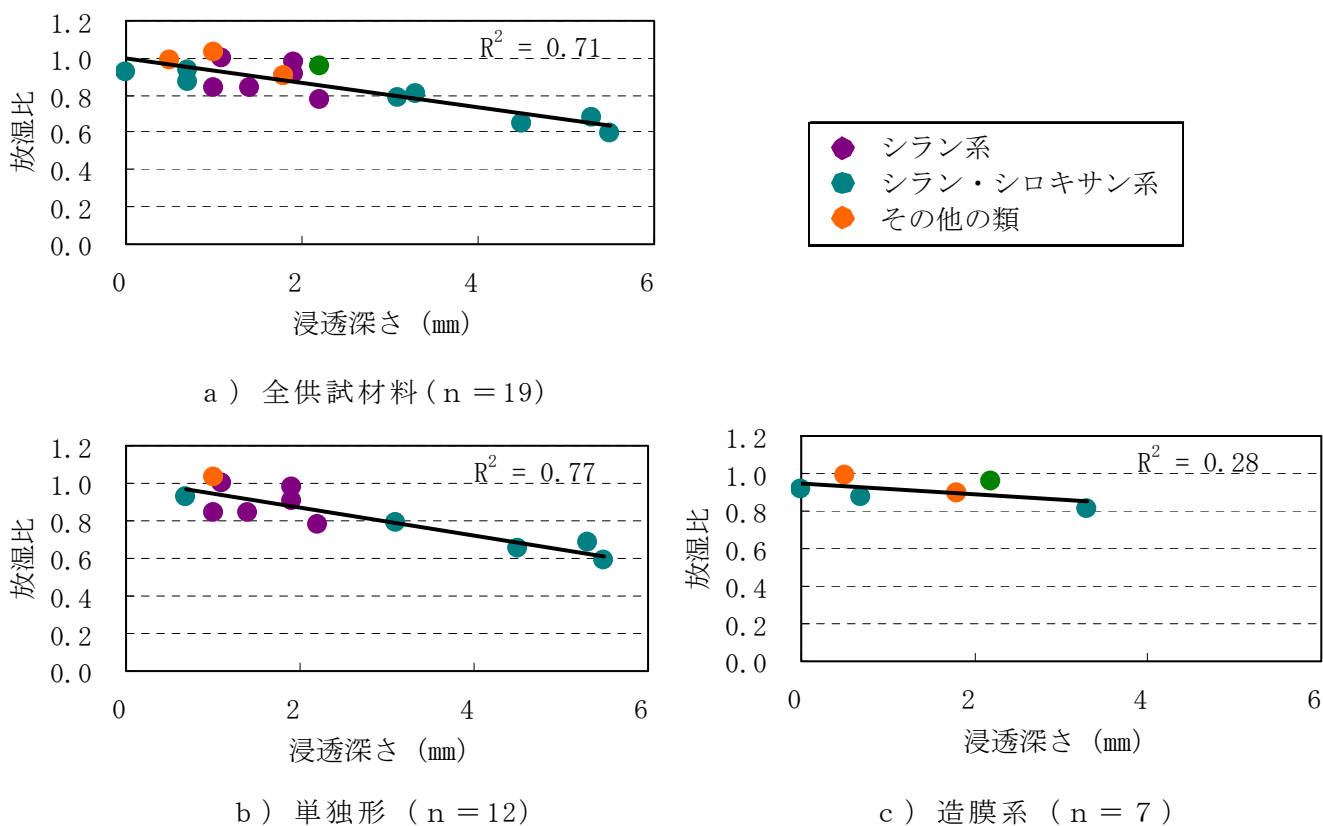 1.2
1.0
0.8
0.6
0.4
0.2
0.0
放湿比
R² = 0.71
0 2 4 6
浸透深さ (㎜)
a）全供試材料(n＝19)
シラン系
シラン・シロキサン系
その他の類
1.2
1.0
0.8
0.6
0.4
0.2
0.0
放湿比
R² = 0.77
0 2 4 6
浸透深さ (㎜)
b）単独形（n＝12)
1.2
1.0
0.8
0.6
0.4
0.2
0.0
放湿比
R² = 0.28
0 2 4 6
浸透深さ (㎜)
c）造膜系（n＝7）